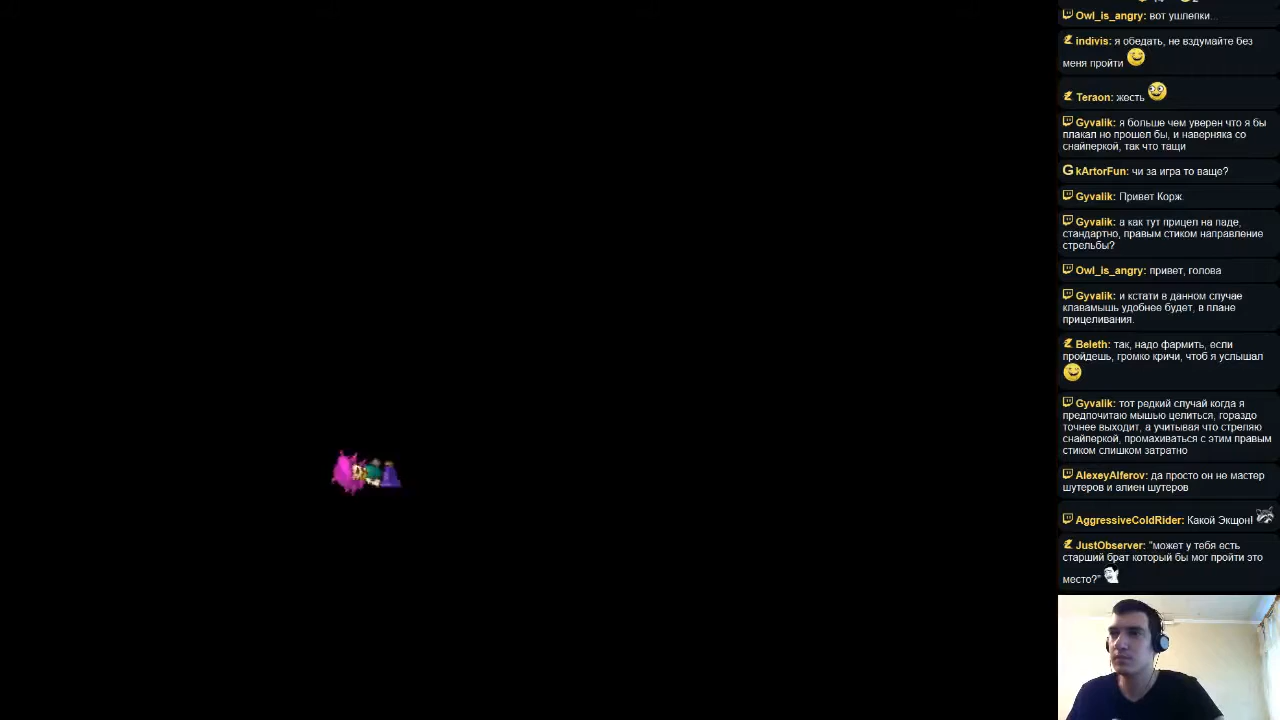 Owl_is_angry: вот ушлепки...
indivis: я обедать, не вздумайте без
меня пройти
Teraon: жесть
Gyvalik: я больше чем уверен что я бы
плакал но прошел бы, и наверняка со
снайперкой, так что тащи
kArtorFun: чи за игра то ваще?
Gyvalik: Привет Корж.
Gyvalik: а как тут прицел на паде,
стандартно, правым стиком направление
стрельбы?
Owl_is_angry: привет, голова
Gyvalik: и кстати в данном случае
клавамышь удобнее будет, в плане
прицеливания.
Beleth: так, надо фармить, если
пройдешь, громко кричи, чтоб я услышал
Gyvalik: тот редкий случай когда я
предпочитаю мышью целиться, гораздо
точнее выходит, а учитывая что стреляю
снайперкой, промахиваться с этим правым
стиком слишком затратно
AlexeyAlferov: да просто он не мастер
шутеров и алиен шутеров
AggressiveColdRider: Какой Экщон!
JustObserver: "может у тебя есть
старший брат который бы мог пройти это
место?"